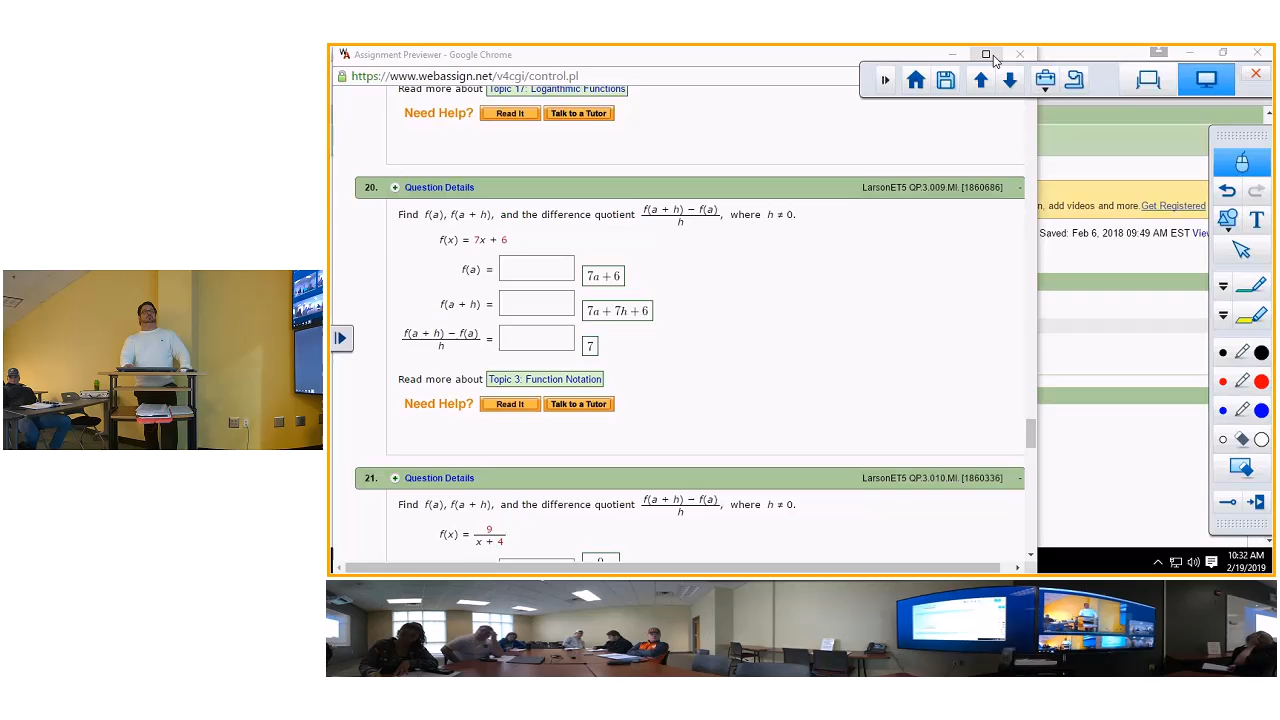 Assignment Previewer - Google Chrome
https://www.webassign.net/v4cgi/control.pl
Read more about Topic 17: Logarithmic Functions
Need Help? Read It Talk to a Tutor
20. Question Details LarsonET5 QP.3.009.MI. [1860686] -
Find f(a), f(a + h), and the difference quotient f(a + h) − f(a) / h, where h ≠ 0.
f(x) = 7x + 6
f(a) = 7a + 6
f(a + h) = 7a + 7h + 6
f(a + h) − f(a) / h = 7
Read more about Topic 3: Function Notation
Need Help? Read It Talk to a Tutor
21. Question Details LarsonET5 QP.3.010.MI. [1860336] -
Find f(a), f(a + h), and the difference quotient f(a + h) − f(a) / h, where h ≠ 0.
f(x) = 9 / x + 4
n, add videos and more. Get Registered
Saved: Feb 6, 2018 09:49 AM EST View
T
10:32 AM
2/19/2019